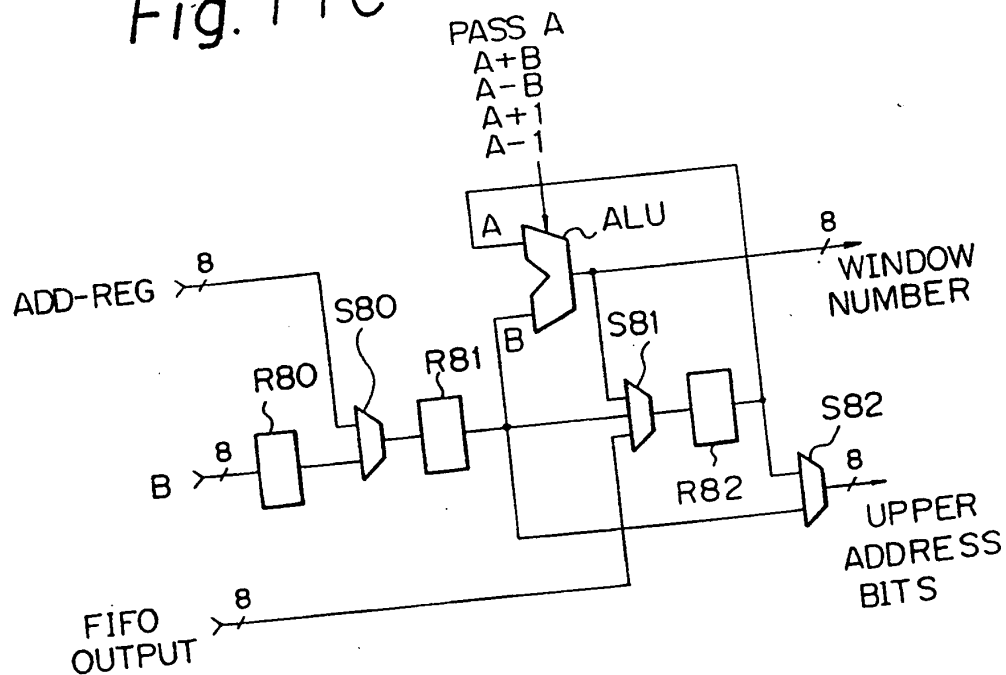 Fig. 11C
PASS A
A+B
A-B
A+1
A-1
A
ALU
8
WINDOW
NUMBER
ADD-REG
8
S80
B
S81
R80
R81
S82
B
8
R82
8
UPPER
ADDRESS
BITS
FIFO
OUTPUT
8